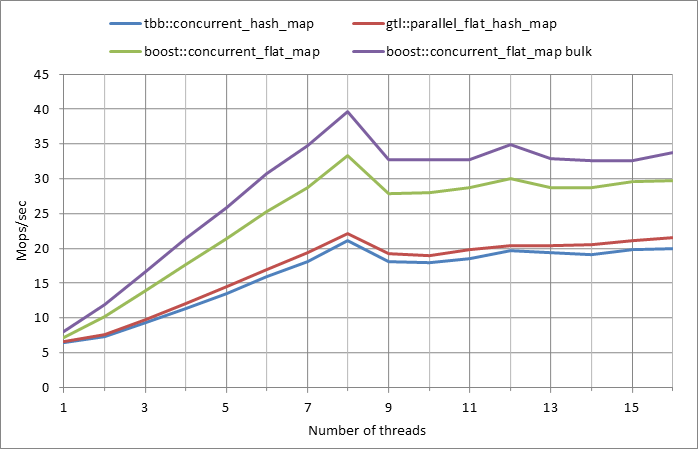 tbb::concurrent_hash_map gtl::parallel_flat_hash_map
boost::concurrent_flat_map boost::concurrent_flat_map bulk
45
40
35
30
25
20
15
10
5
0
Mops/sec
1 3 5 7 9 11 13 15
Number of threads